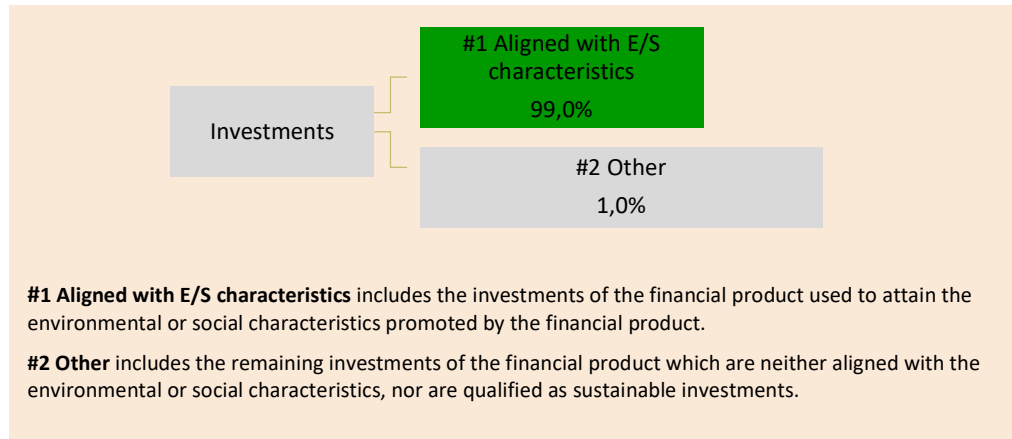 #1 Aligned with E/S
characteristics
99,0%
Investments
#2 Other
1,0%
#1 Aligned with E/S characteristics includes the investments of the financial product used to attain the
environmental or social characteristics promoted by the financial product.
#2 Other includes the remaining investments of the financial product which are neither aligned with the
environmental or social characteristics, nor are qualified as sustainable investments.